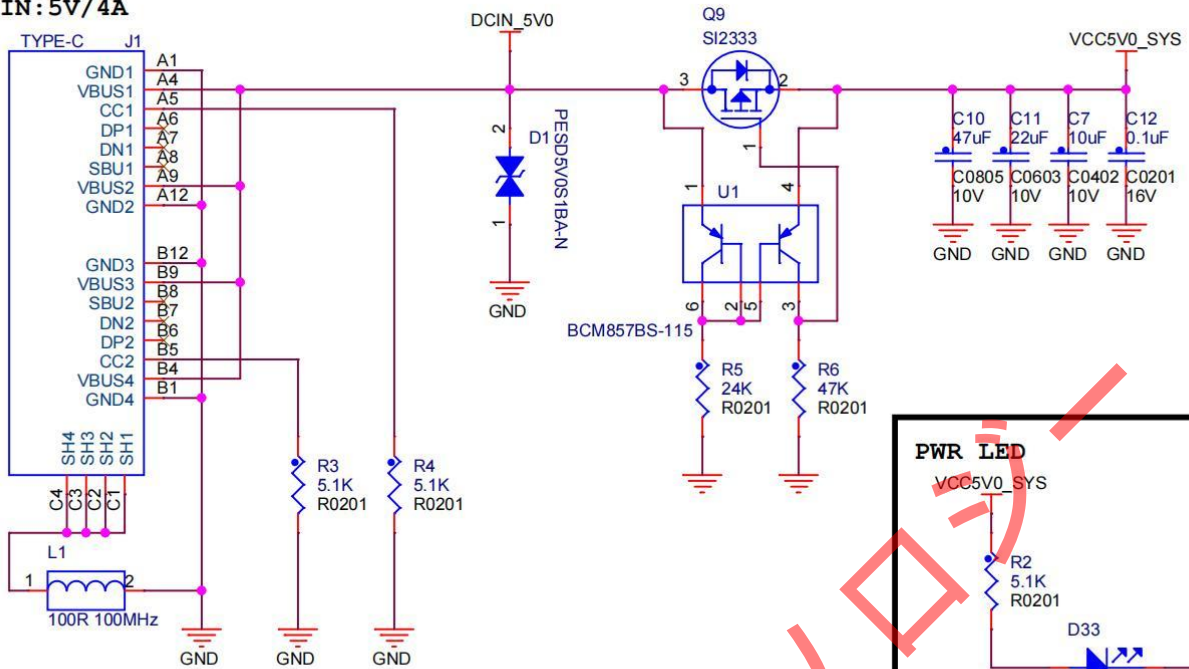 IN:5V/4A
TYPE-C J1
GND1 A1
VBUS1 A4
CC1 A5
DP1 A6
DN1 A7
SBU1 A8
VBUS2 A9
GND2 A12
GND3 B12
VBUS3 B9
SBU2 B8
DN2 B7
DP2 B6
CC2 B5
VBUS4 B4
GND4 B1
SH4 SH3 SH2 SH1
C4 C3 C2 C1
L1
1 2
100R 100MHz
GND
R3
5.1K
R0201
GND
R4
5.1K
R0201
GND
DCIN_5V0
2
D1
PESD5V0S1BA-N
1
GND
Q9
SI2333
3 2
1
1 U1 4
6 2 5 3
BCM857BS-115
R5
24K
R0201
R6
47K
R0201
VCC5V0_SYS
C10
47uF
C0805
10V
GND
C11
22uF
C0603
10V
GND
C7
10uF
C0402
10V
GND
C12
0.1uF
C0201
16V
GND
PWR LED
VCC5V0_SYS
R2
5.1K
R0201
D33